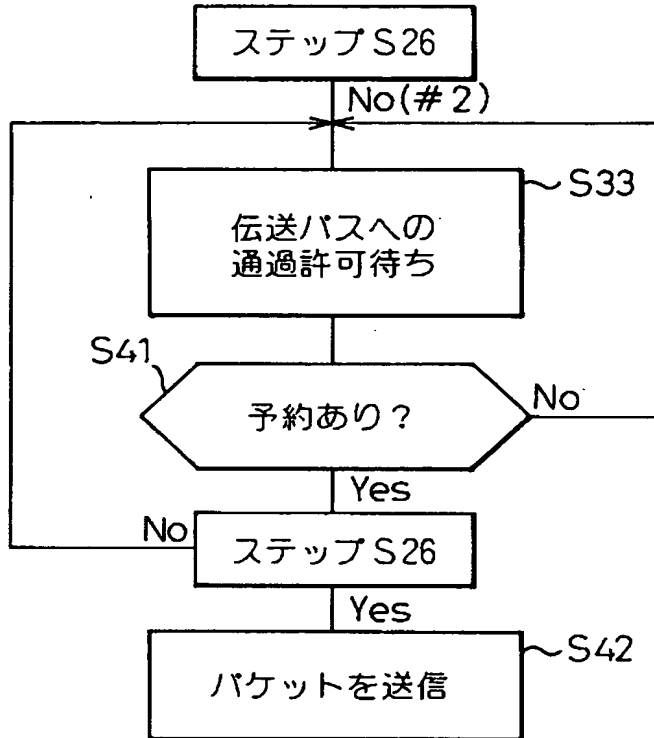 ステップS26
No(#2)
S33
伝送パスへの
通過許可待ち
S41
予約あり?
No
Yes
No
ステップS26
Yes
S42
パケットを送信